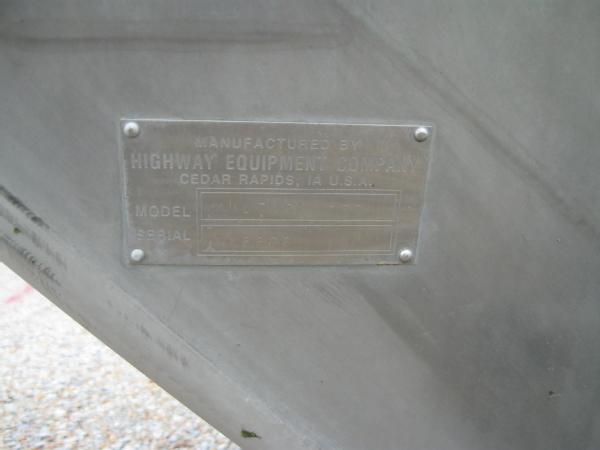 MANUFACTURED BY
HIGHWAY EQUIPMENT COMPANY
CEDAR RAPIDS, IA U.S.A.
MODEL
SERIAL